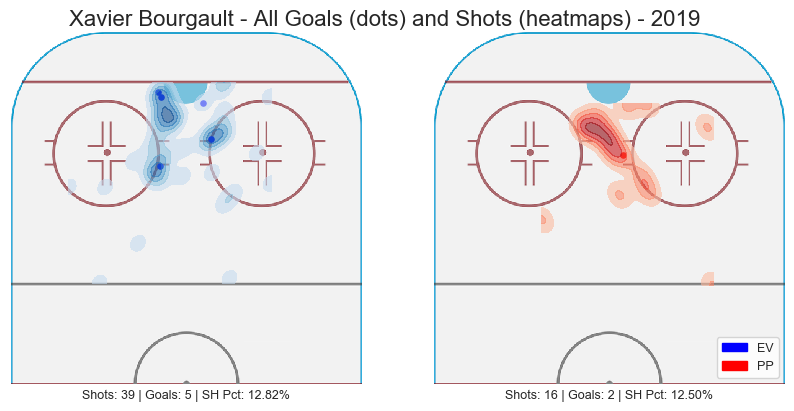 Xavier Bourgault - All Goals (dots) and Shots (heatmaps) - 2019
EV
PP
Shots: 39 | Goals: 5 | SH Pct: 12.82%
Shots: 16 | Goals: 2 | SH Pct: 12.50%